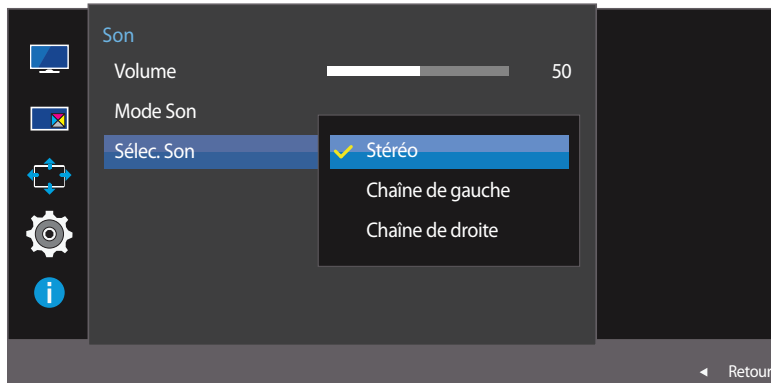 Son
Volume 50
Mode Son
Sélec. Son Stéréo
Chaîne de gauche
Chaîne de droite
i
◄ Retour